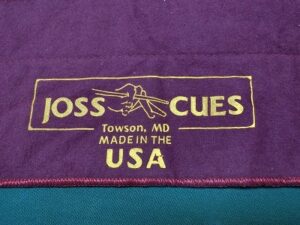 JOSS CUES
Towson, MD
MADE IN THE
USA